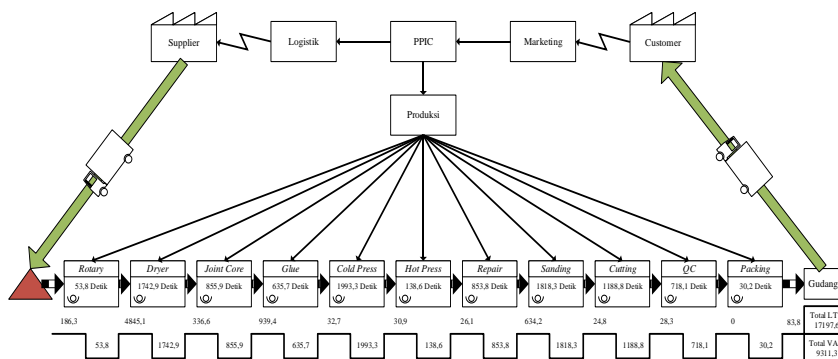 Supplier
Logistik
PPIC
Marketing
Customer
Produksi
Rotary
53,8 Detik
Dryer
1742,9 Detik
Joint Core
855,9 Detik
Glue
635,7 Detik
Cold Press
1993,3 Detik
Hot Press
138,6 Detik
Repair
853,8 Detik
Sanding
1818,3 Detik
Cutting
1188,8 Detik
QC
718,1 Detik
Packing
30,2 Detik
Gudang
186,3 4845,1 336,6 939,4 32,7 30,9 26,1 634,2 24,8 28,3 0 83,8
53,8 1742,9 855,9 635,7 1993,3 138,6 853,8 1818,3 1188,8 718,1 30,2
Total LT
17197,6
Total VA
9311,3